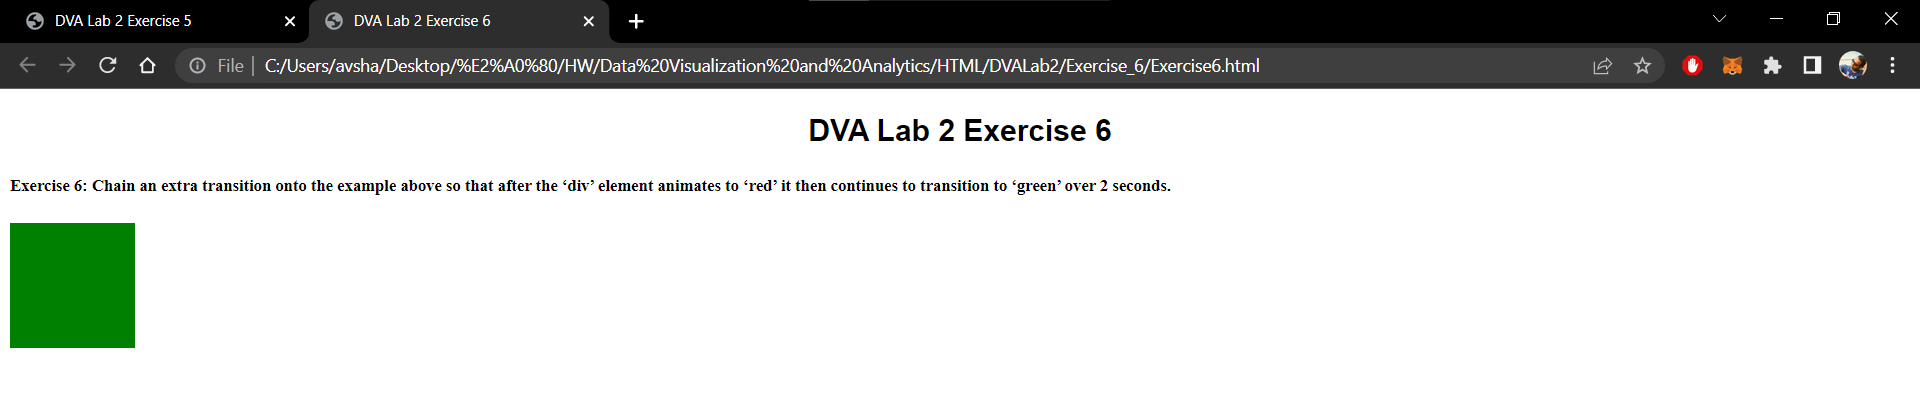 DVA Lab 2 Exercise 5
DVA Lab 2 Exercise 6
File | C:/Users/avsha/Desktop/%E2%A0%80/HW/Data%20Visualization%20and%20Analytics/HTML/DVALab2/Exercise_6/Exercise6.html
DVA Lab 2 Exercise 6
Exercise 6: Chain an extra transition onto the example above so that after the ‘div’ element animates to ‘red’ it then continues to transition to ‘green’ over 2 seconds.